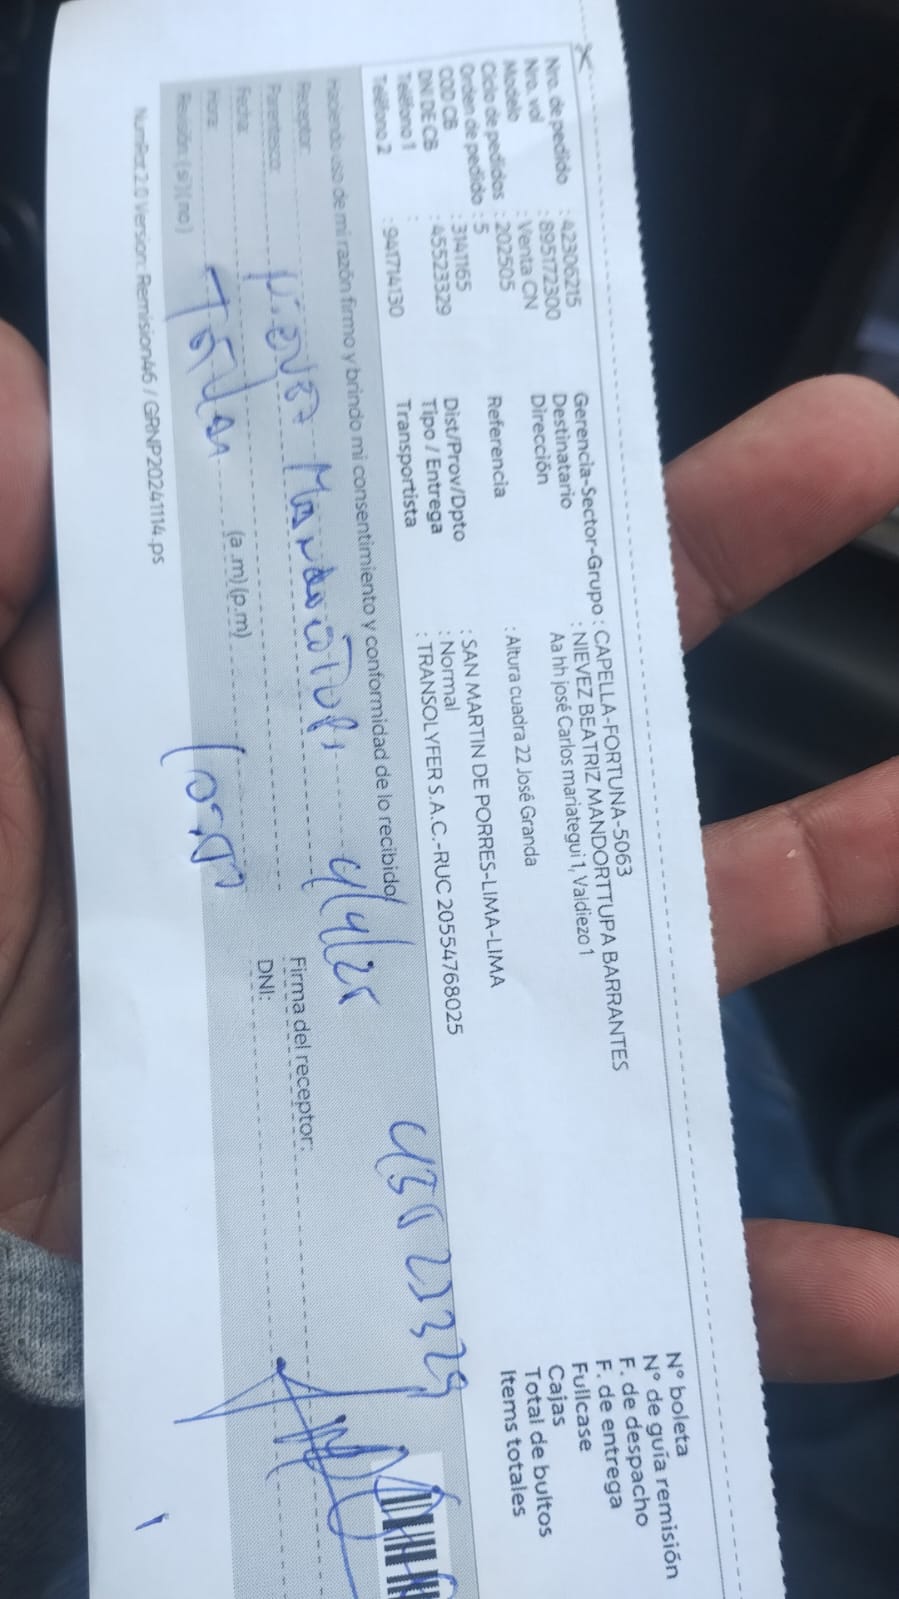 Nro. de pedido : 42306215
Nro. vol : 895172300
Modelo : Venta CN
Ciclo de pedidos : 202505
Orden de pedido : 5
COD CB : 3141165
DNI DE CB : 45523329
Teléfono 1 :
Teléfono 2 : 941714130
Gerencia-Sector-Grupo : CAPELLA-FORTUNA-5063
Destinatario : NIEVEZ BEATRIZ MANDORTTUPA BARRANTES
Dirección Aa hh josé Carlos mariategui 1, Valdiezo 1
Referencia : Altura cuadra 22 José Granda
Dist/Prov/Dpto : SAN MARTIN DE PORRES-LIMA-LIMA
Tipo / Entrega : Normal
Transportista : TRANSOLYFER S.A.C.-RUC 20554768025
N° boleta
N° de guía remisión
F. de despacho
F. de entrega
Fullcase
Cajas
Total de bultos
Items totales
Haciendo uso de mi razón firmo y brindo mi consentimiento y conformidad de lo recibido
Receptor:
Parentesco:
Fecha: 4/4/25
Hora: (a .m) (p.m)
Recibión: (si) (no)
Firma del receptor:
DNI: 45523329
NumRez 2.0 Version: Remision46 / GRNP20241114.ps